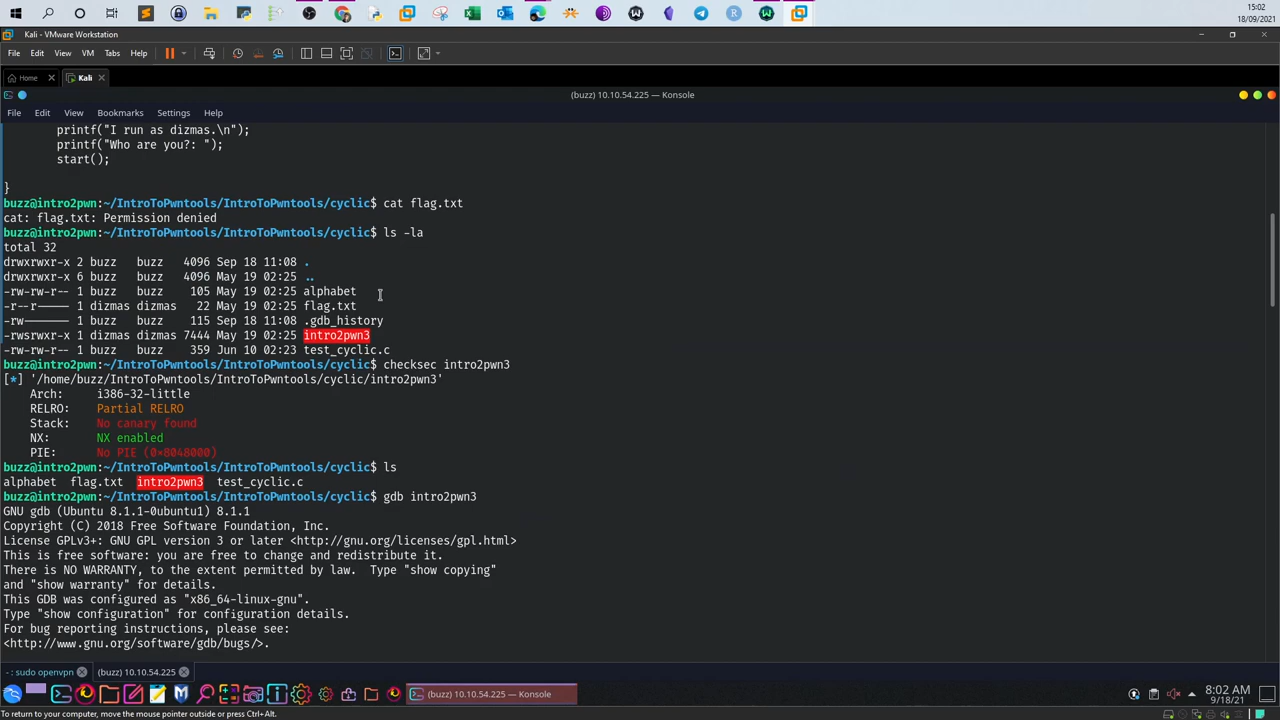 15:02
18/09/2021
Kali - VMware Workstation
File Edit View VM Tabs Help
Home Kali
(buzz) 10.10.54.225 — Konsole
File Edit View Bookmarks Settings Help
printf("I run as dizmas.\n");
printf("Who are you?: ");
start();
}
buzz@intro2pwn:~/IntroToPwntools/IntroToPwntools/cyclic$ cat flag.txt
cat: flag.txt: Permission denied
buzz@intro2pwn:~/IntroToPwntools/IntroToPwntools/cyclic$ ls -la
total 32
drwxrwxr-x 2 buzz   buzz   4096 Sep 18 11:08 .
drwxrwxr-x 6 buzz   buzz   4096 May 19 02:25 ..
-rw-rw-r-- 1 buzz   buzz    105 May 19 02:25 alphabet
-r--r----- 1 dizmas dizmas   22 May 19 02:25 flag.txt
-rw------- 1 buzz   buzz    115 Sep 18 11:08 .gdb_history
-rwsrwxr-x 1 dizmas dizmas 7444 May 19 02:25 intro2pwn3
-rw-rw-r-- 1 buzz   buzz    359 Jun 10 02:23 test_cyclic.c
buzz@intro2pwn:~/IntroToPwntools/IntroToPwntools/cyclic$ checksec intro2pwn3
[*] '/home/buzz/IntroToPwntools/IntroToPwntools/cyclic/intro2pwn3'
Arch:     i386-32-little
RELRO:    Partial RELRO
Stack:    No canary found
NX:       NX enabled
PIE:      No PIE (0x8048000)
buzz@intro2pwn:~/IntroToPwntools/IntroToPwntools/cyclic$ ls
alphabet  flag.txt  intro2pwn3  test_cyclic.c
buzz@intro2pwn:~/IntroToPwntools/IntroToPwntools/cyclic$ gdb intro2pwn3
GNU gdb (Ubuntu 8.1.1-0ubuntu1) 8.1.1
Copyright (C) 2018 Free Software Foundation, Inc.
License GPLv3+: GNU GPL version 3 or later <http://gnu.org/licenses/gpl.html>
This is free software: you are free to change and redistribute it.
There is NO WARRANTY, to the extent permitted by law.  Type "show copying"
and "show warranty" for details.
This GDB was configured as "x86_64-linux-gnu".
Type "show configuration" for configuration details.
For bug reporting instructions, please see:
<http://www.gnu.org/software/gdb/bugs/>.
- : sudo openvpn (buzz) 10.10.54.225
(buzz) 10.10.54.225 — Konsole
8:02 AM
9/18/21
To return to your computer, move the mouse pointer outside or press Ctrl+Alt.